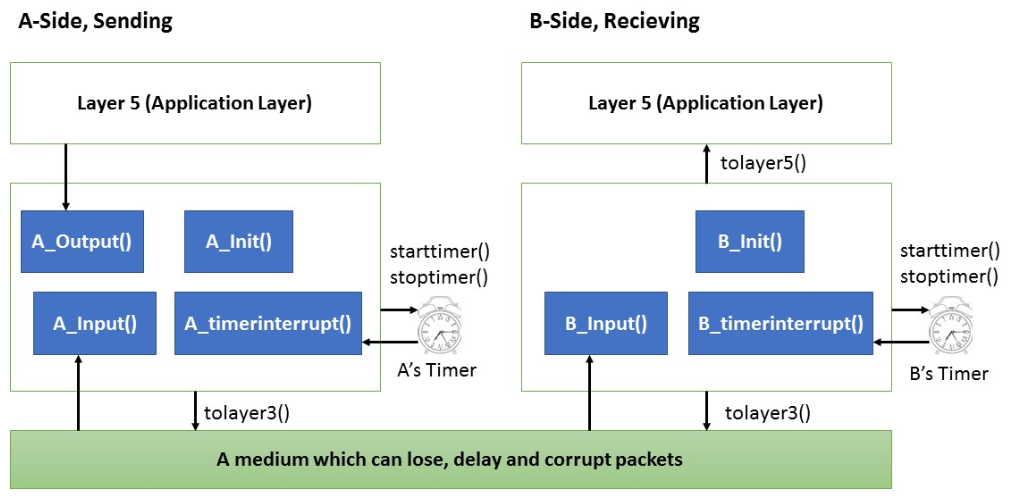 A-Side, Sending
B-Side, Recieving
Layer 5 (Application Layer)
Layer 5 (Application Layer)
tolayer5()
A_Output()
A_Init()
B_Init()
starttimer()
stoptimer()
starttimer()
stoptimer()
A_Input()
A_timerinterrupt()
B_Input()
B_timerinterrupt()
A’s Timer
B’s Timer
tolayer3()
tolayer3()
A medium which can lose, delay and corrupt packets